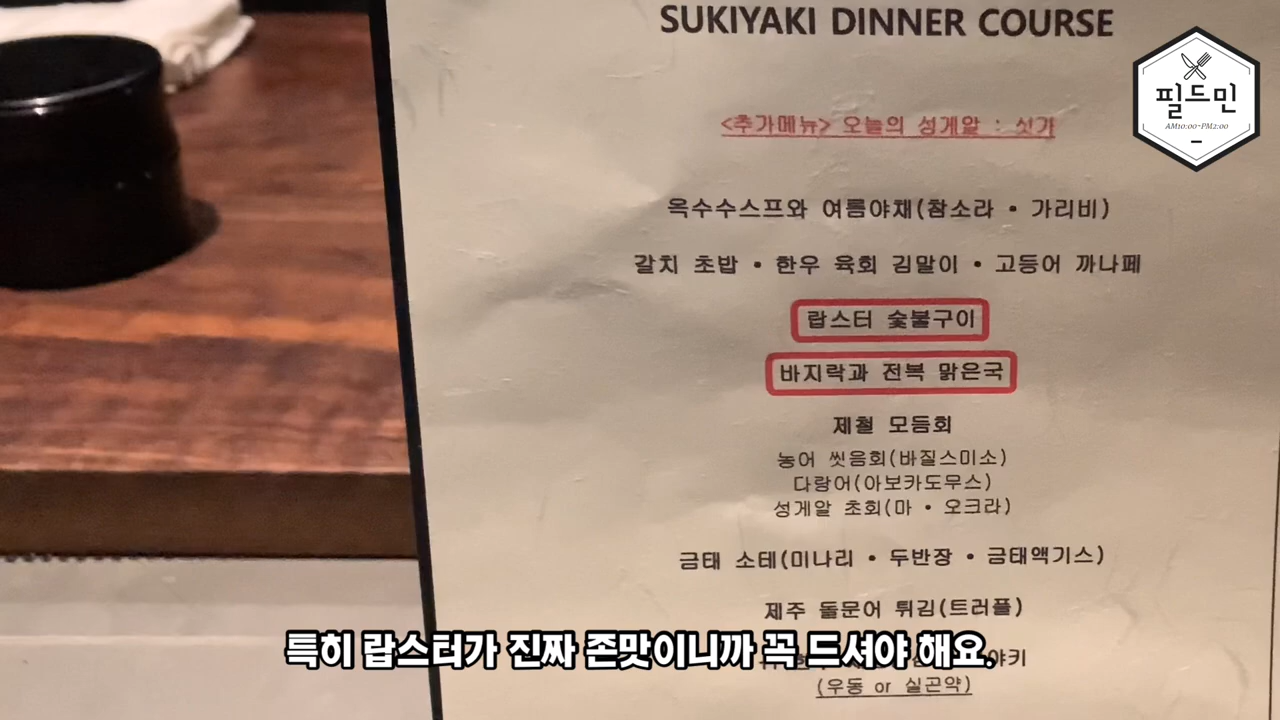 SUKIYAKI DINNER COURSE
<추가메뉴> 오늘의 성게알 : 싯가
옥수수스프와 여름야채(참소라 • 가리비)
갈치 초밥 • 한우 육회 김말이 • 고등어 까나페
랍스터 숯불구이
바지락과 전복 맑은국
제철 모듬회
농어 씻음회(바질스미소)
다랑어(아보카도무스)
성게알 초회(마 • 오크라)
금태 소테(미나리 • 두반장 • 금태액기스)
제주 돌문어 튀김(트러플)
야키
(우동 or 실곤약)
특히 랍스터가 진짜 존맛이니까 꼭 드셔야 해요.
필드민
AM10:00~PM2:00